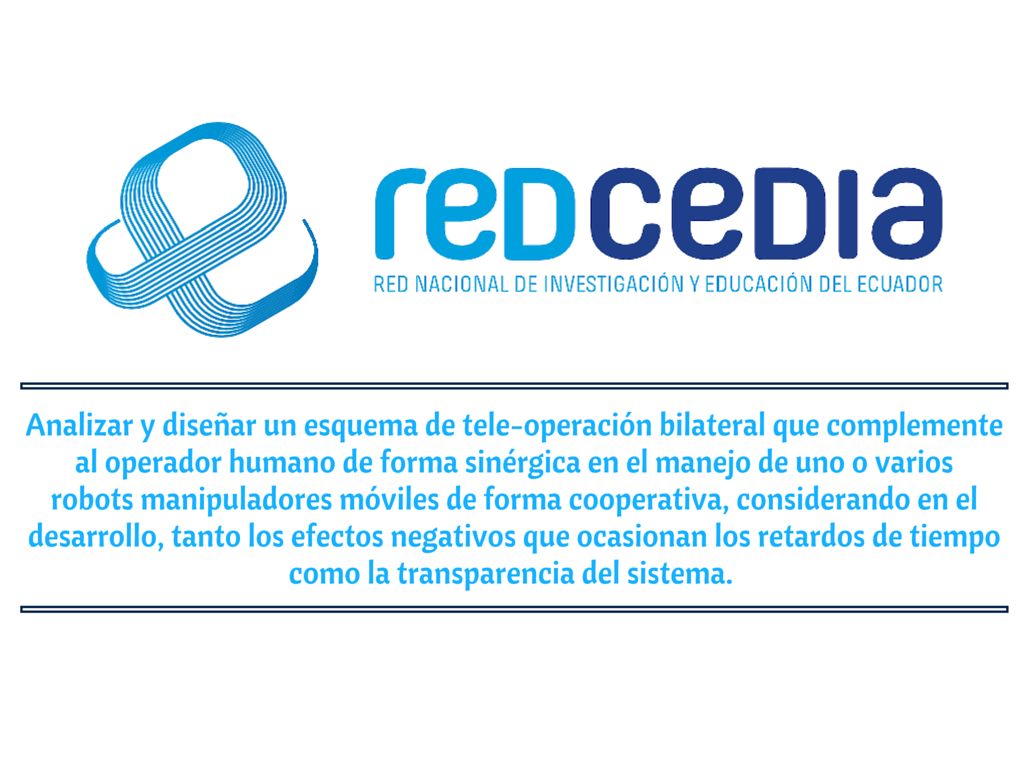 redcedia
RED NACIONAL DE INVESTIGACIÓN Y EDUCACIÓN DEL ECUADOR
Analizar y diseñar un esquema de tele-operación bilateral que complemente
al operador humano de forma sinérgica en el manejo de uno o varios
robots manipuladores móviles de forma cooperativa, considerando en el
desarrollo, tanto los efectos negativos que ocasionan los retardos de tiempo
como la transparencia del sistema.